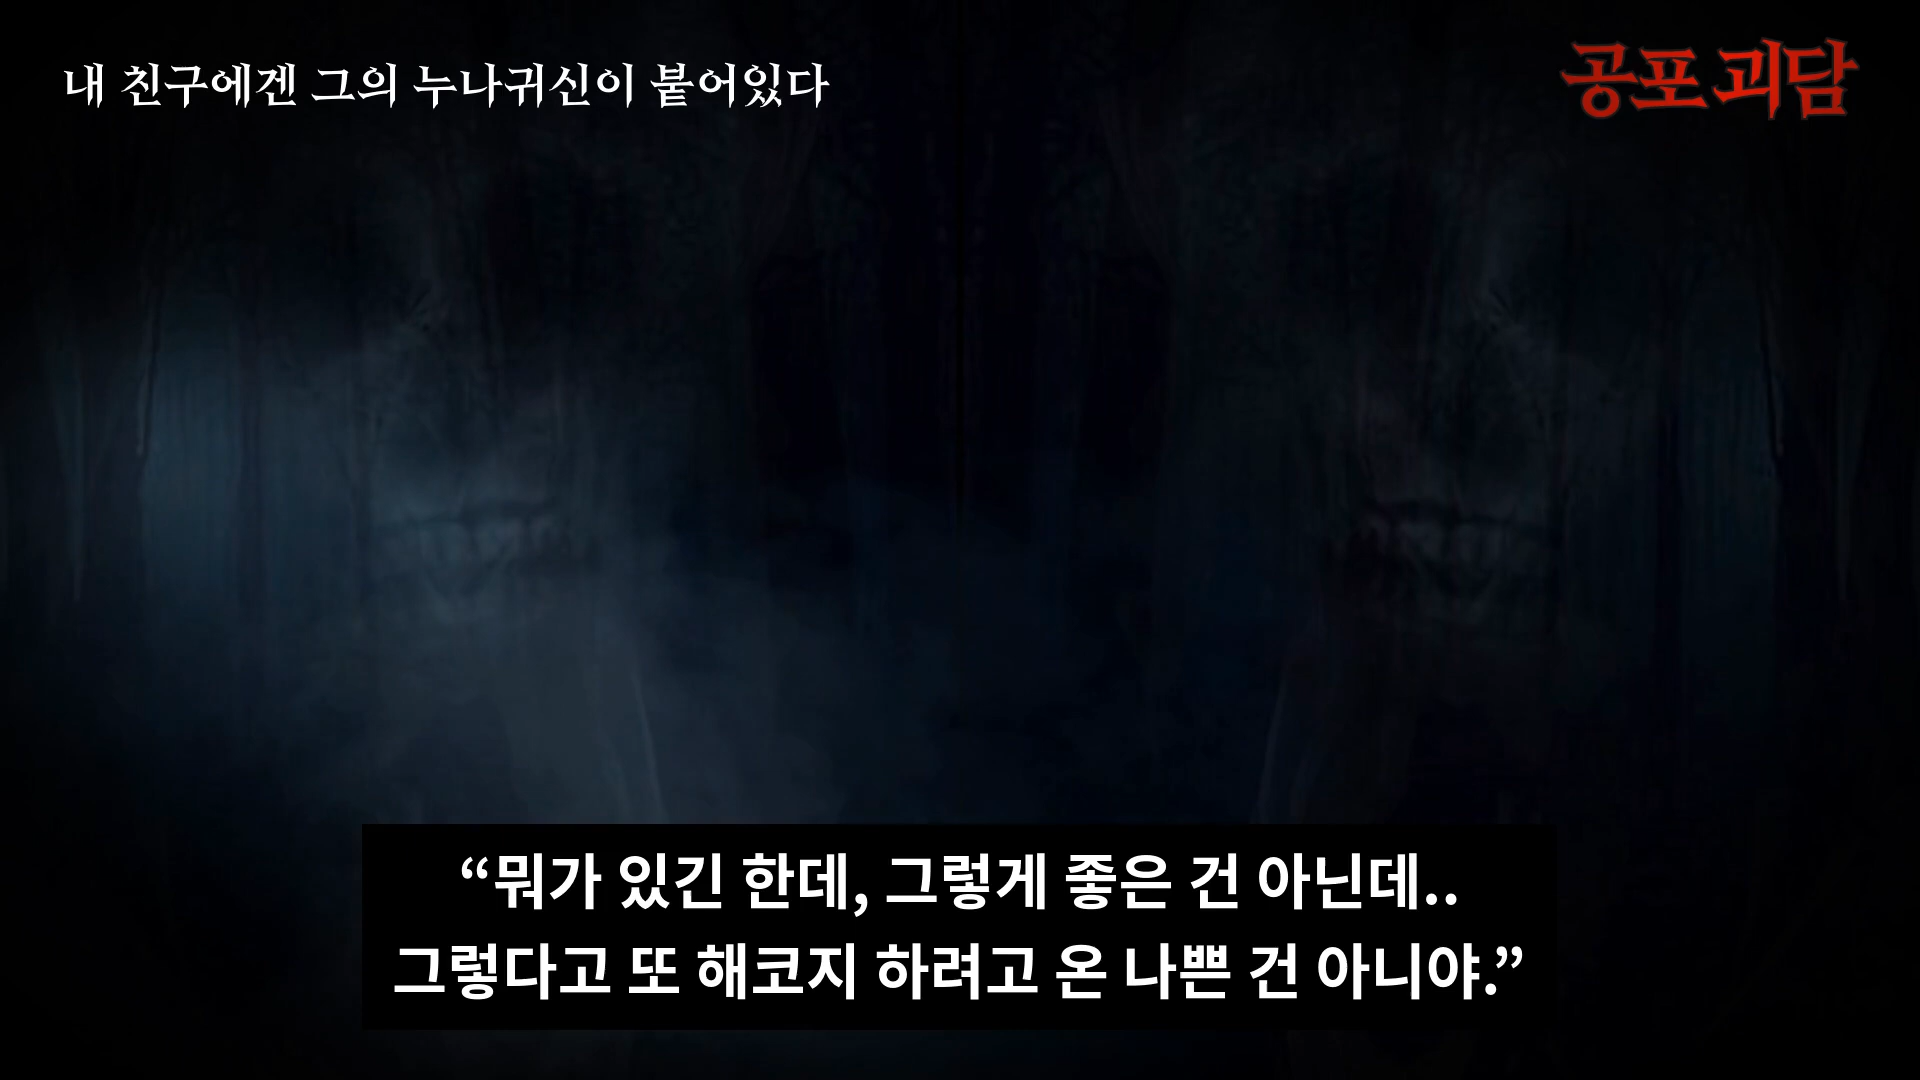 내 친구에겐 그의 누나귀신이 붙어있다
공포 괴담
“뭐가 있긴 한데, 그렇게 좋은 건 아닌데..
그렇다고 또 해코지 하려고 온 나쁜 건 아니야.”